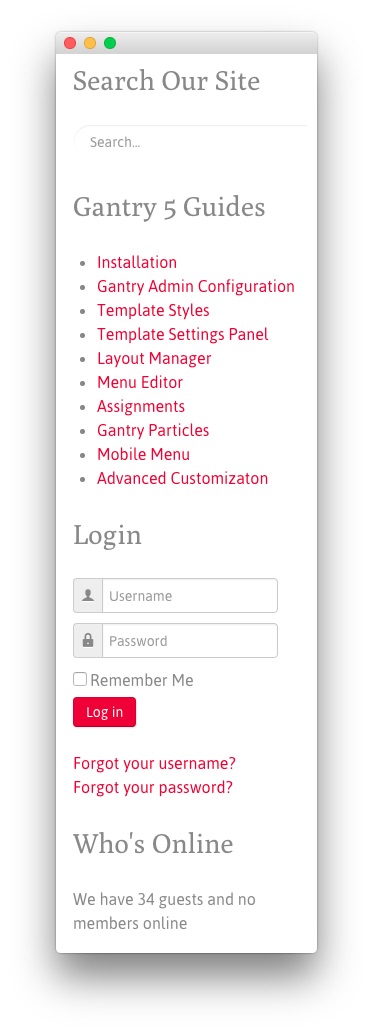 Search Our Site
Search...
Gantry 5 Guides
Installation
Gantry Admin Configuration
Template Styles
Template Settings Panel
Layout Manager
Menu Editor
Assignments
Gantry Particles
Mobile Menu
Advanced Customizaton
Login
Username
Password
Remember Me
Log in
Forgot your username?
Forgot your password?
Who's Online
We have 34 guests and no
members online